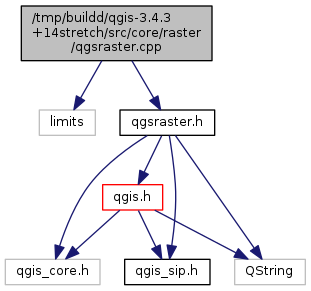 /tmp/buildd/qgis-3.4.3
+14stretch/src/core/raster
/qgsraster.cpp
limits
qgsraster.h
qgis.h
qgis_core.h
qgis_sip.h
QString